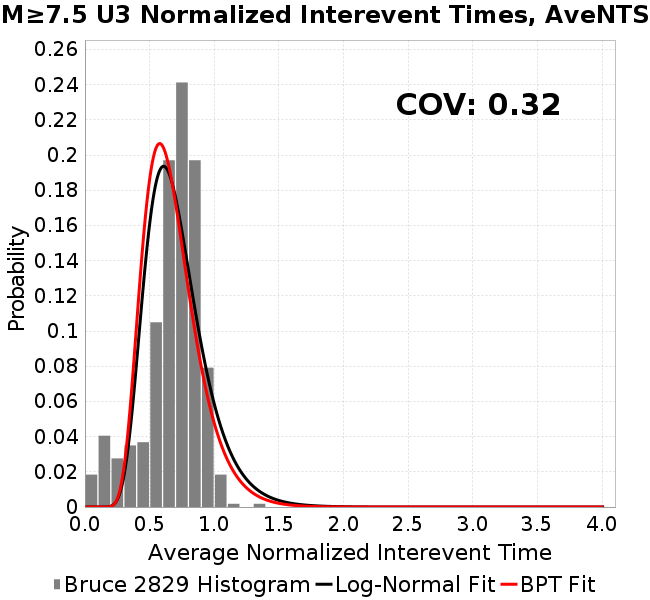 M≥7.5 U3 Normalized Interevent Times, AveNTS
COV: 0.32
Probability
0.26
0.24
0.22
0.2
0.18
0.16
0.14
0.12
0.1
0.08
0.06
0.04
0.02
0
0.0 0.5 1.0 1.5 2.0 2.5 3.0 3.5 4.0
Average Normalized Interevent Time
Bruce 2829 Histogram Log-Normal Fit BPT Fit